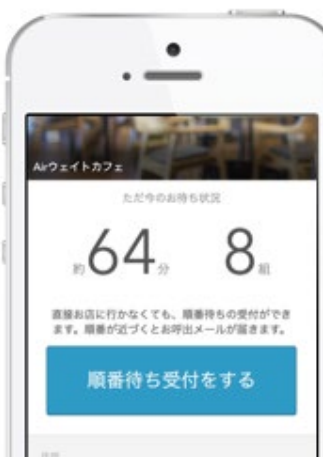 Airウェイトカフェ
ただ今のお待ち状況
約64分 8組
直接お店に行かなくても、順番待ちの受付ができ
ます。順番が近づくとお呼出メールが届きます。
順番待ち受付をする